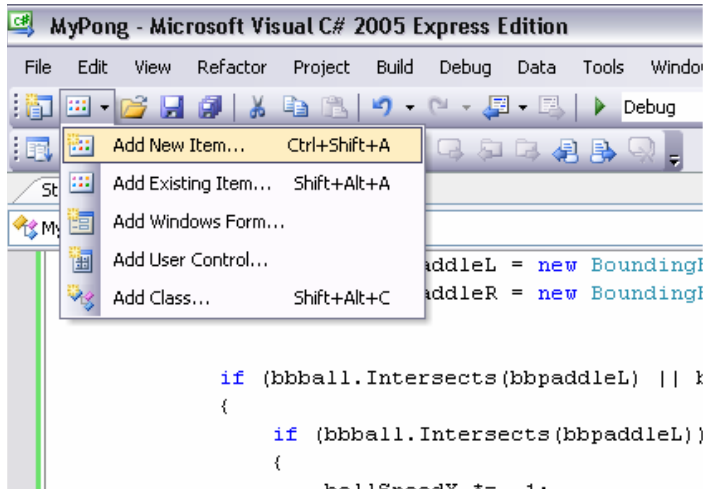 MyPong - Microsoft Visual C# 2005 Express Edition
File Edit View Refactor Project Build Debug Data Tools
Debug
Add New Item... Ctrl+Shift+A
Add Existing Item... Shift+Alt+A
Add Windows Form...
Add User Control...
Add Class... Shift+Alt+C
addleL = new Bounding
addleR = new Bounding
if (bbball.Intersects(bbpaddleL) ||
{
if (bbball.Intersects(bbpaddleL))
{